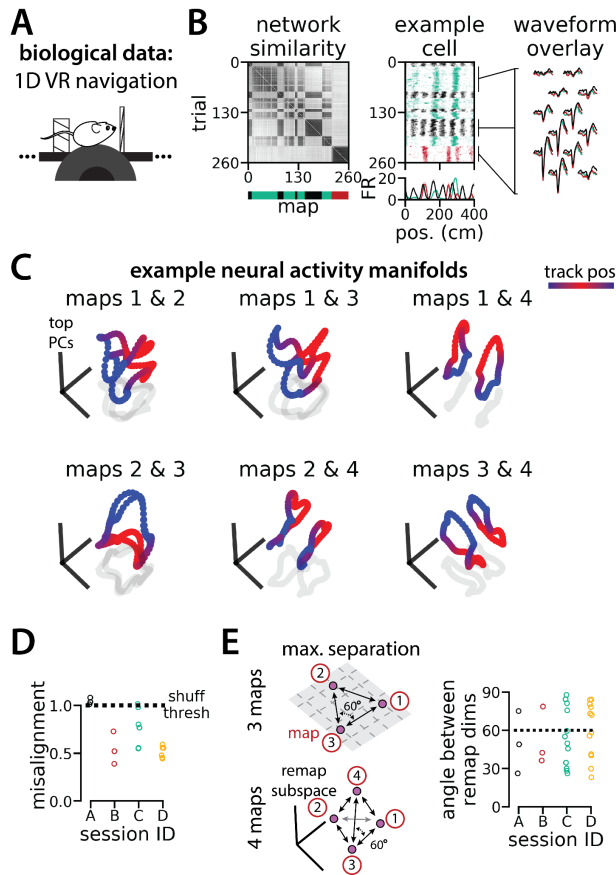 A
biological data:
1D VR navigation
B
network
similarity
example
cell
waveform
overlay
trial
0
130
260
0
130
260
map
0
130
260
FR
20
0
0
200
400
pos. (cm)
C
example neural activity manifolds
track pos
maps 1 & 2
maps 1 & 3
maps 1 & 4
top
PCs
maps 2 & 3
maps 2 & 4
maps 3 & 4
D
misalignment
1.0
0.5
0.0
shuff
thresh
A
B
C
D
session ID
E
max. separation
3 maps
2
1
60°
map
3
4 maps
remap
subspace
4
2
1
60°
3
angle between
remap dims
90
60
30
0
A
B
C
D
session ID